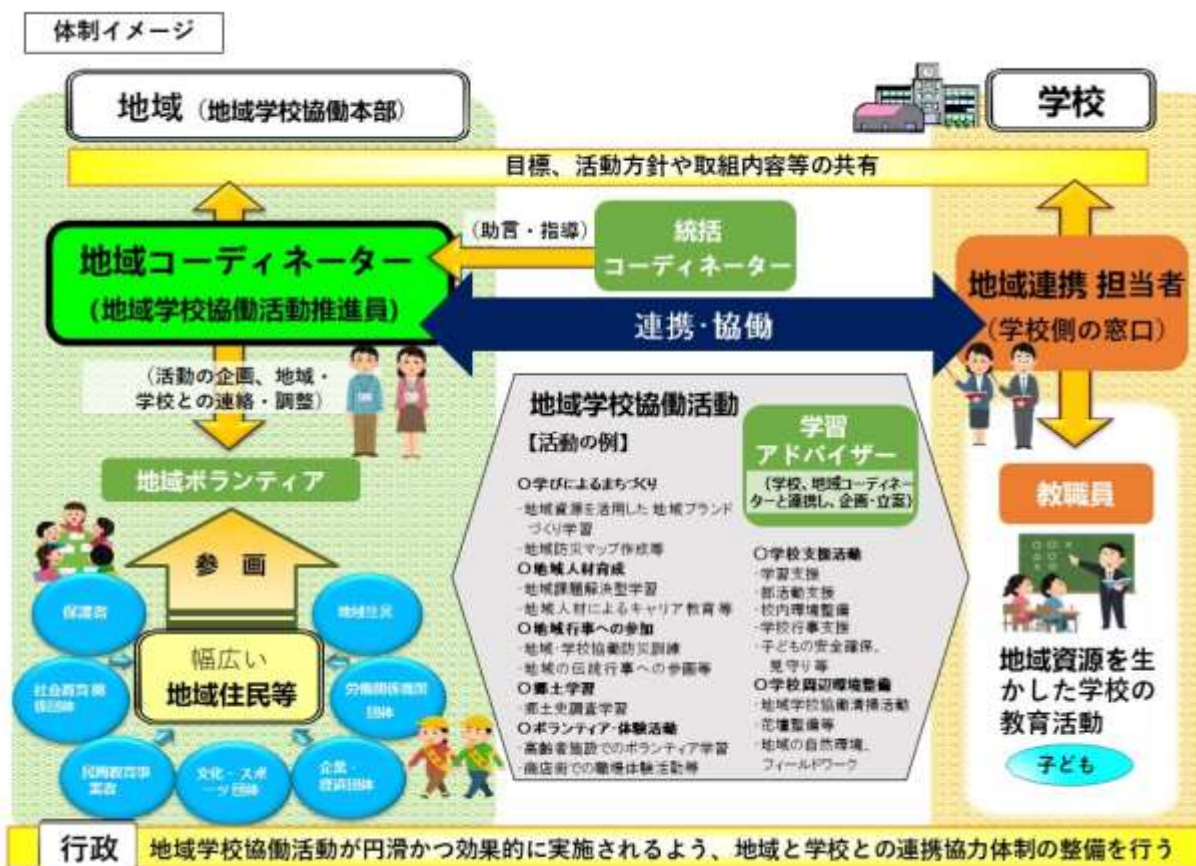 体制イメージ
地域（地域学校協働本部）
学校
目標、活動方針や取組内容等の共有
地域コーディネーター
(地域学校協働活動推進員)
（助言・指導）
統括
コーディネーター
連携・協働
地域連携 担当者
（学校側の窓口）
（活動の企画、地域・
学校との連絡・調整）
地域ボランティア
参 画
保護者
地域住民
社会教育関
係団体
労働関係機関
団体
民間教育事
業者
文化・スポ
ーツ団体
企業・
経済団体
幅広い
地域住民等
地域学校協働活動
【活動の例】
○学びによるまちづくり
・地域資源を活用した 地域ブランド
づくり学習
・地域防災マップ作成等
○地域人材育成
・地域課題解決型学習
・地域人材によるキャリア教育 等
○地域行事への参加
・地域・学校協働防災訓練
・地域の伝統行事への参画等
○郷土学習
・郷土史調査学習
○ボランティア・体験活動
・高齢者施設でのボランティア学習
・商店街での職場体験活動等
学習
アドバイザー
（学校、地域コーディネー
ターと連携し、企画・立案）
○学校支援活動
・学習支援
・部活動支援
・校内環境整備
・学校行事支援
・子どもの安全確保、
見守り等
○学校周辺環境整備
・地域学校協働清掃活動
・花壇整備等
・地域の自然環境、
フィールドワーク
教職員
地域資源を生
かした学校の
教育活動
子ども
行政 地域学校協働活動が円滑かつ効果的に実施されるよう、地域と学校との連携協力体制の整備を行う